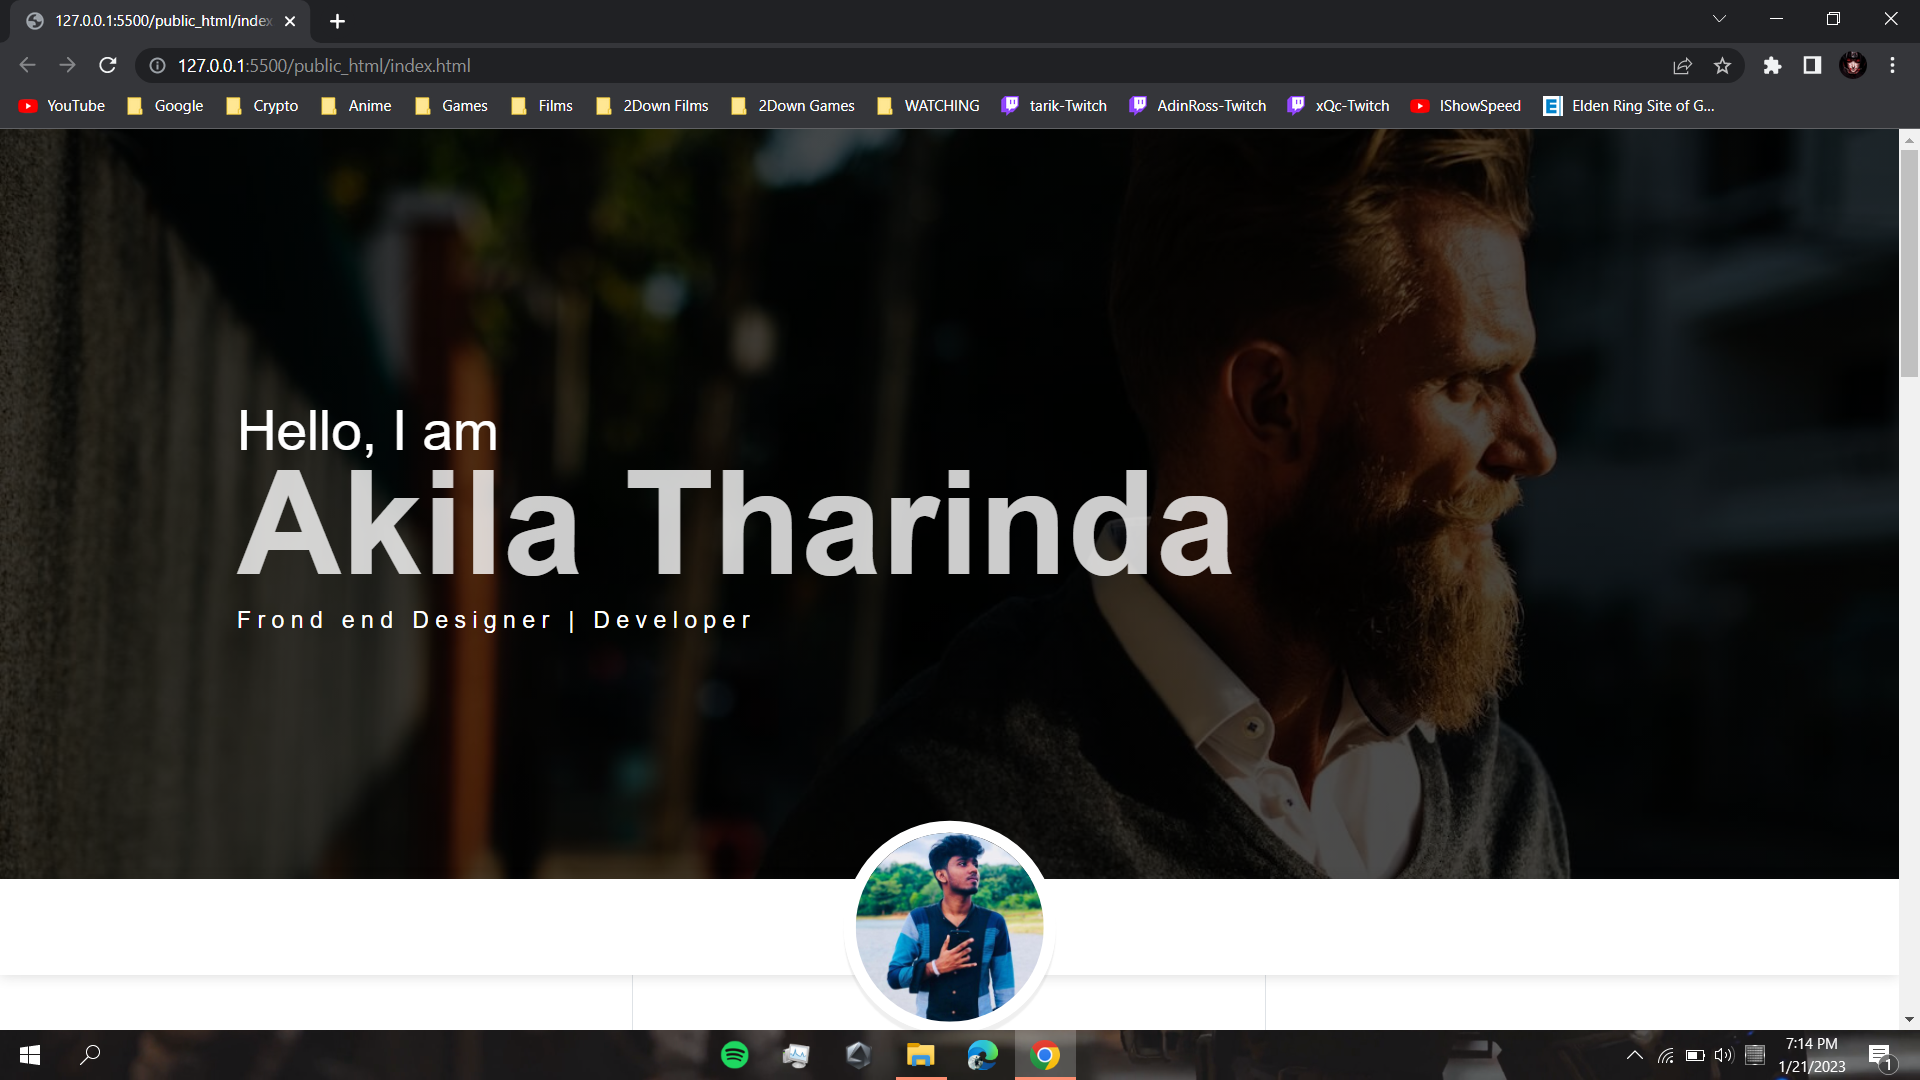 127.0.0.1:5500/public_html/index
127.0.0.1:5500/public_html/index.html
YouTube Google Crypto Anime Games Films 2Down Films 2Down Games WATCHING tarik-Twitch AdinRoss-Twitch xQc-Twitch IShowSpeed Elden Ring Site of G...
Hello, I am
Akila Tharinda
Frond end Designer | Developer
7:14 PM
1/21/2023
1